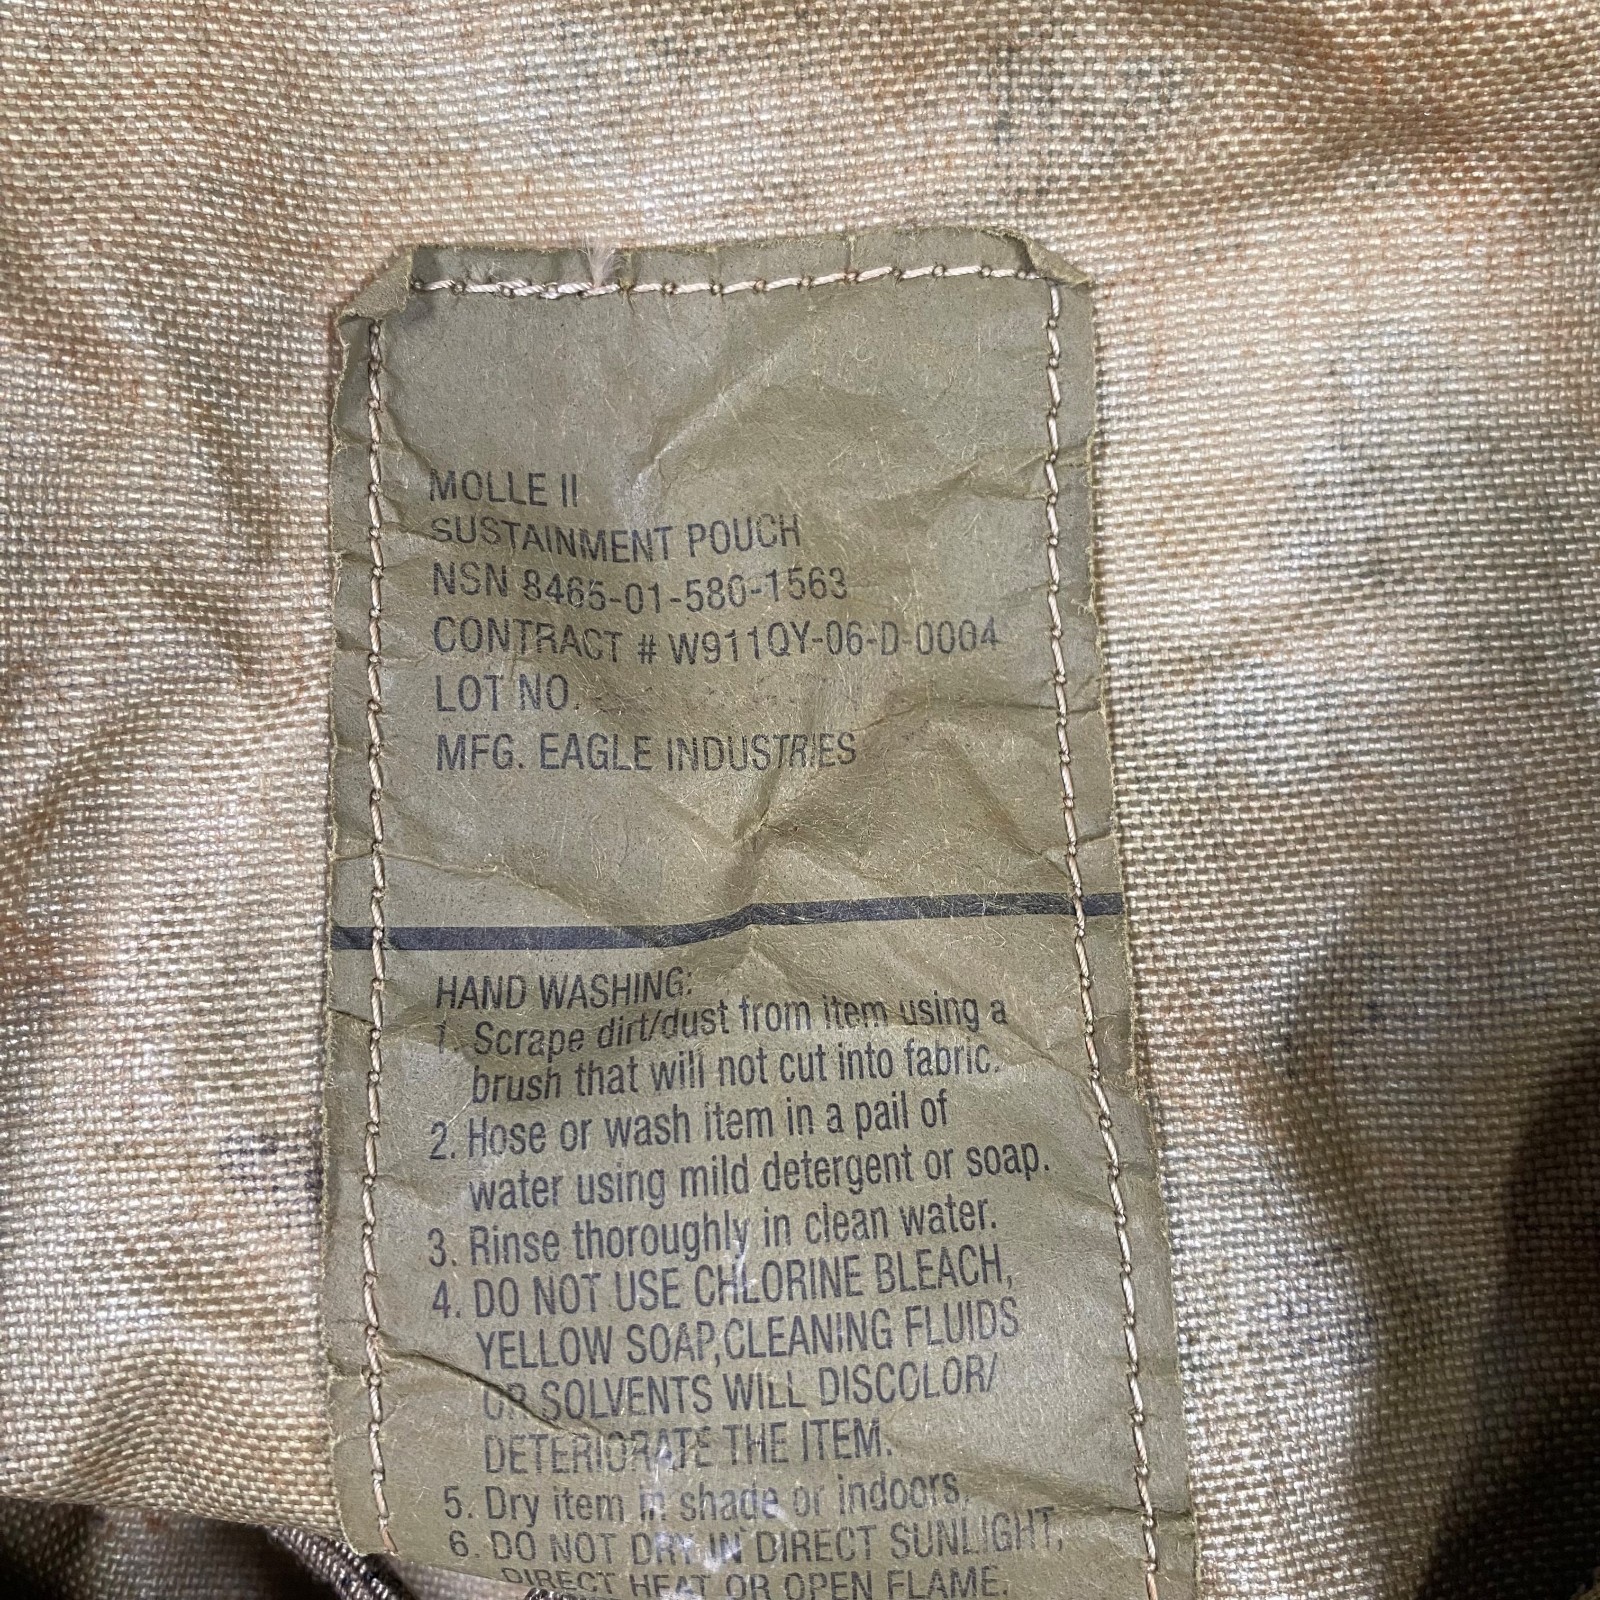 MOLLE II
SUSTAINMENT POUCH
NSN 8465-01-580-1563
CONTRACT # W911QY-06-D-0004
LOT NO.
MFG. EAGLE INDUSTRIES
HAND WASHING:
1. Scrape dirt/dust from item using a
brush that will not cut into fabric.
2. Hose or wash item in a pail of
water using mild detergent or soap.
3. Rinse thoroughly in clean water.
4. DO NOT USE CHLORINE BLEACH,
YELLOW SOAP,CLEANING FLUIDS
OR SOLVENTS WILL DISCOLOR/
DETERIORATE THE ITEM.
5. Dry item in shade or indoors.
6. DO NOT DRY IN DIRECT SUNLIGHT,
DIRECT HEAT OR OPEN FLAME.